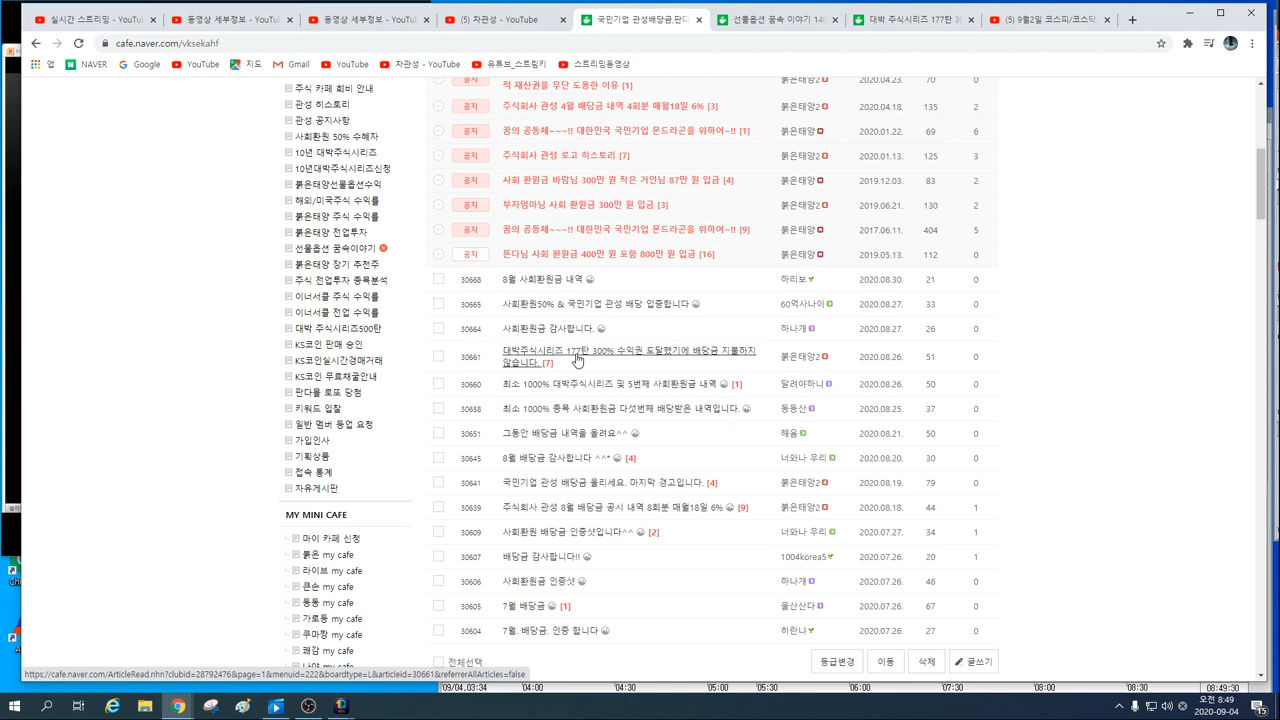 실시간 스트리밍 - YouTu
동영상 세부정보 - YouTu
동영상 세부정보 - YouTu
(5) 차관성 - YouTube
국민기업 관성배당금,판다
선물옵션 꿈속 이야기 140
대박 주식시리즈 177탄 30
(5) 9월2일 코스피/코스닥
cafe.naver.com/vksekahf
앱
NAVER
Google
YouTube
지도
Gmail
YouTube
차관성 - YouTube
유튜브_스트림키
스트리밍동영상
주식 카페 회비 안내
관성 히스토리
관성 공지사항
사회환원 50% 수혜자
10년 대박주식시리즈
10년대박주식시리즈신청
붉은태양선물옵션수익
해외/미국주식 수익률
붉은태양 주식 수익률
붉은태양 전업투자
선물옵션 꿈속이야기
붉은태양 장기 추천주
주식 전업투자 종목분석
이너서클 주식 수익률
이너서클 전업 수익률
대박 주식시리즈500탄
KS코인 판매 승인
KS코인실시간경매거래
KS코인 무료채굴안내
판다몰 로또 당첨
키워드 입찰
일반 멤버 등업 요청
가입인사
기획상품
접속 통계
자유게시판
MY MINI CAFE
마이 카페 신청
붉은 my cafe
라이브 my cafe
큰손 my cafe
동동 my cafe
가로등 my cafe
쿠마짱 my cafe
쾌감 my cafe
적 재산권을 무단 도용한 이유 [1]
공지 붉은태양2 2020.04.23. 70 0
공지 주식회사 관성 4월 배당금 내역 4회분 매월18일 6% [3] 붉은태양2 2020.04.18. 135 2
공지 꿈의 공동체~~~!! 대한민국 국민기업 몬드라곤을 위하여~!! [1] 붉은태양 2020.01.22. 69 6
공지 주식회사 관성 로고 히스토리 [7] 붉은태양2 2020.01.13. 125 3
공지 사회 환원금 바람님 300만 원 작은 거인님 87만 원 입금 [4] 붉은태양 2019.12.03. 83 2
공지 부자엄마님 사회 환원금 300만 원 입금 [3] 붉은태양2 2019.06.21. 130 2
공지 꿈의 공동체~~~!! 대한민국 국민기업 몬드라곤을 위하여~!! [9] 붉은태양 2017.06.11. 404 5
공지 뜬다님 사회 환원금 400만 원 포함 800만 원 입금 [16] 붉은태양 2019.05.13. 112 0
30668 8월 사회환원금 내역 하리보 2020.08.30. 21 0
30665 사회환원50% & 국민기업 관성 배당 입증합니다 60억사나이 2020.08.27. 33 0
30664 사회환원금 감사합니다. 하나개 2020.08.27. 26 0
30661 대박주식시리즈 177탄 300% 수익권 도달했기에 배당금 지불하지 붉은태양2 2020.08.26. 51 0
않습니다. [7]
30660 최소 1000% 대박주식시리즈 및 5번째 사회환원금 내역 [1] 달려야하니 2020.08.26. 50 0
30658 최소 1000% 종목 사회환원금 다섯번째 배당받은 내역입니다. 동동산 2020.08.25. 37 0
30651 그동안 배당금 내역을 올려요^^ 해음 2020.08.21. 50 0
30645 8월 배당금 감사합니다 ^^* [4] 너와나 우리 2020.08.20. 30 0
30641 국민기업 관성 배당금 올리세요. 마지막 경고입니다. [4] 붉은태양2 2020.08.19. 79 0
30639 주식회사 관성 8월 배당금 공시 내역 8회분 매월18일 6% [9] 붉은태양2 2020.08.18. 44 1
30609 사회환원 배당금 인증샷입니다^^ [2] 너와나 우리 2020.07.27. 34 1
30607 배당금 감사합니다!! 1004korea5 2020.07.26. 20 1
30606 사회환원금 인증샷 하나개 2020.07.26. 46 0
30605 7월 배당금 [1] 울산산다 2020.07.26. 67 0
30604 7월. 배당금. 인증 합니다 히란냐 2020.07.26. 27 0
전체선택
등급변경
이동
삭제
글쓰기
https://cafe.naver.com/ArticleRead.nhn?clubid=28792476&page=1&menuid=222&boardtype=L&articleid=30661&referrerAllArticles=false
09/04,03:34 04:00 04:30 05:00 05:30 06:00 06:30 07:00 07:30 08:00 08:30 08:49:30
오전 8:49
2020-09-04
15